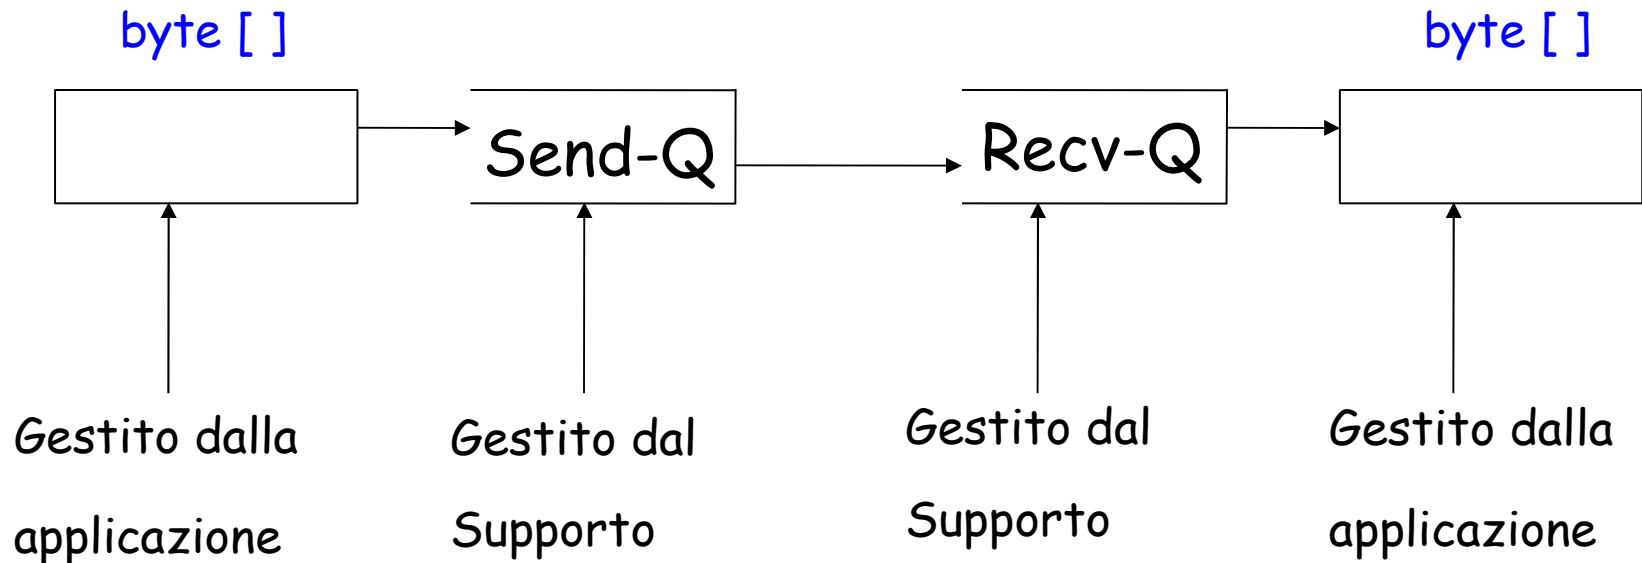 byte [ ]
byte [ ]
Send-Q
Recv-Q
Gestito dalla
applicazione
Gestito dal
Supporto
Gestito dal
Supporto
Gestito dalla
applicazione